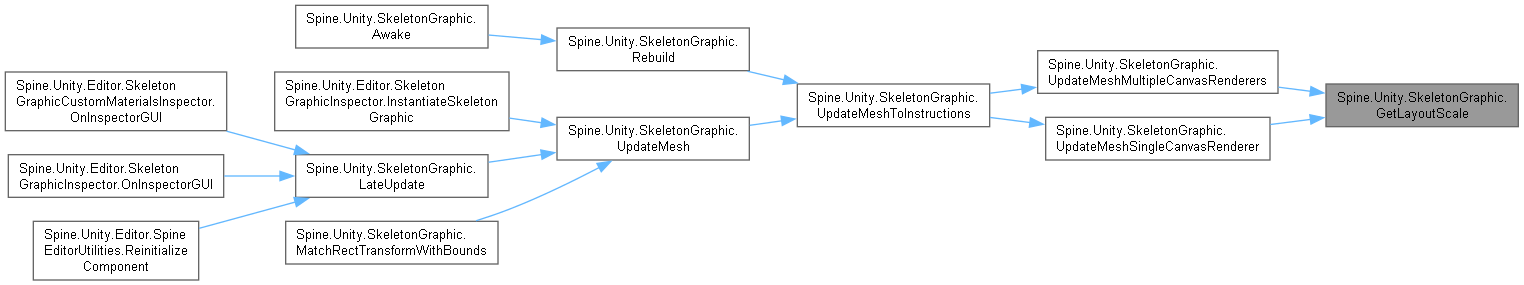 Spine.Unity.SkeletonGraphic.
Awake
Spine.Unity.SkeletonGraphic.
Rebuild
Spine.Unity.SkeletonGraphic.
UpdateMeshMultipleCanvasRenderers
Spine.Unity.Editor.Skeleton
GraphicCustomMaterialsInspector.
OnInspectorGUI
Spine.Unity.Editor.Skeleton
GraphicInspector.InstantiateSkeleton
Graphic
Spine.Unity.SkeletonGraphic.
UpdateMeshToInstructions
Spine.Unity.SkeletonGraphic.
GetLayoutScale
Spine.Unity.SkeletonGraphic.
UpdateMesh
Spine.Unity.SkeletonGraphic.
UpdateMeshSingleCanvasRenderer
Spine.Unity.Editor.Skeleton
GraphicInspector.OnInspectorGUI
Spine.Unity.SkeletonGraphic.
LateUpdate
Spine.Unity.Editor.Spine
EditorUtilities.Reinitialize
Component
Spine.Unity.SkeletonGraphic.
MatchRectTransformWithBounds